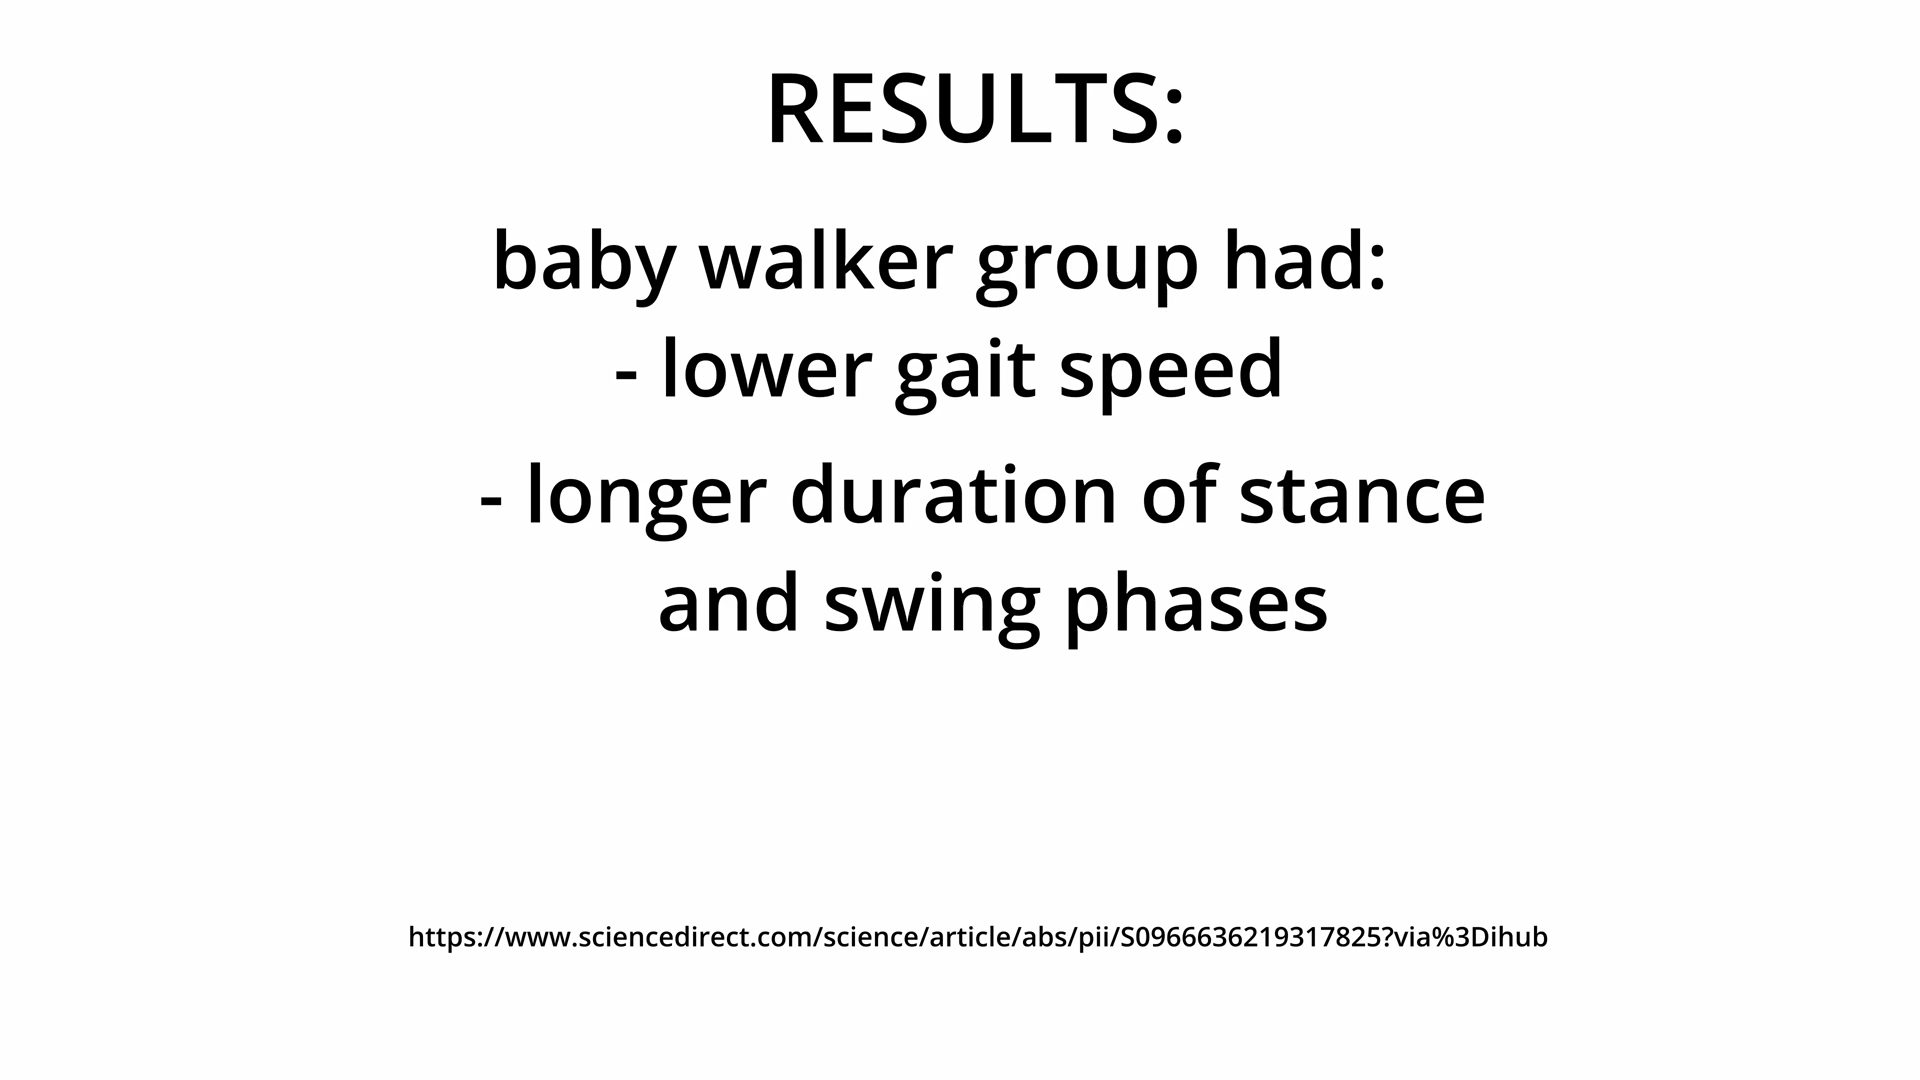 RESULTS:
baby walker group had:
- lower gait speed
- longer duration of stance
and swing phases
https://www.sciencedirect.com/science/article/abs/pii/S0966636219317825?via%3Dihub